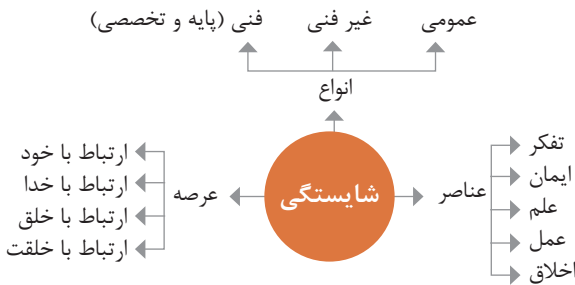 عمومی
غیر فنی
فنی (پایه و تخصصی)
انواع
شایستگی
عناصر
تفکر
ایمان
علم
عمل
اخلاق
عرصه
ارتباط با خود
ارتباط با خدا
ارتباط با خلق
ارتباط با خلقت